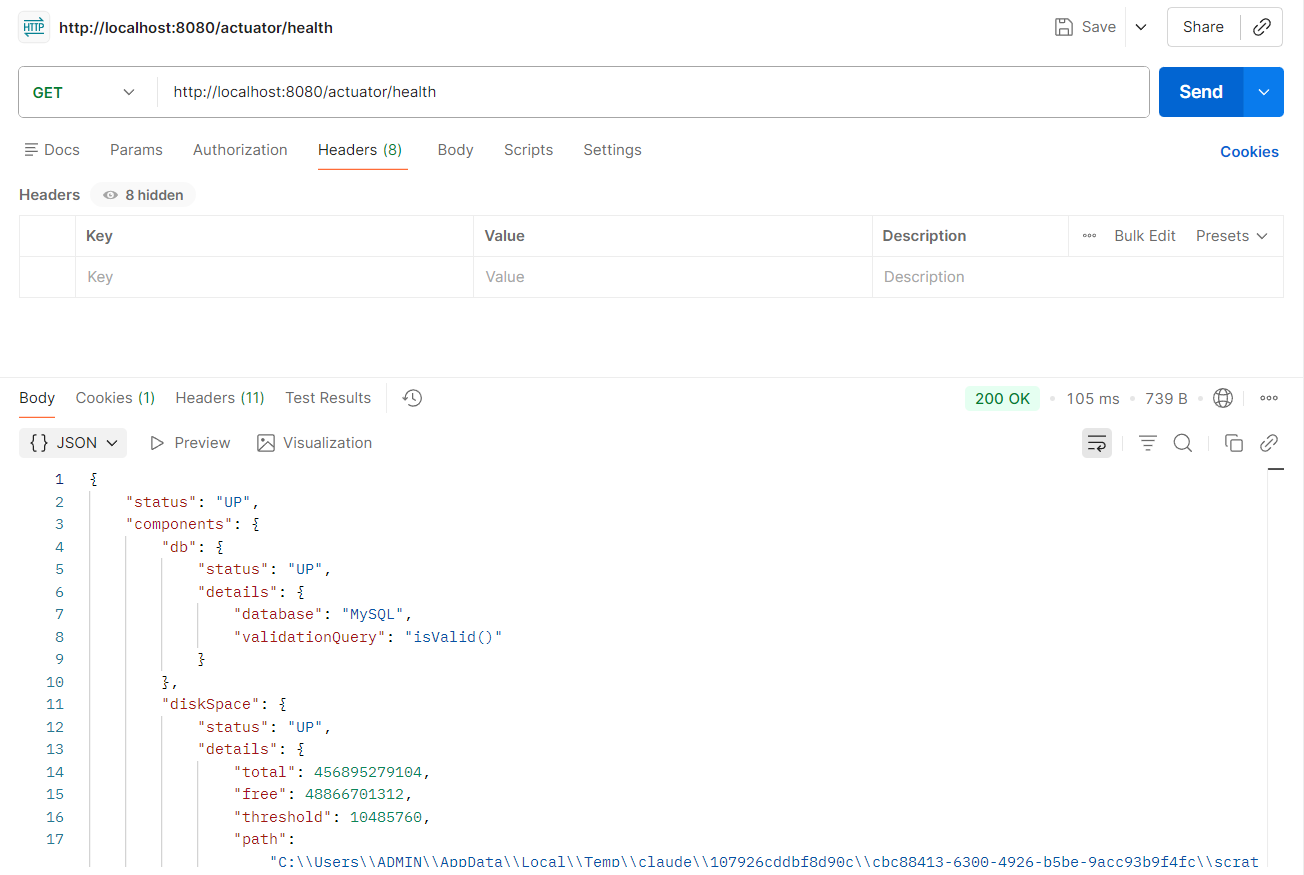 HTTP http://localhost:8080/actuator/health Save Share
GET http://localhost:8080/actuator/health Send
Docs Params Authorization Headers (8) Body Scripts Settings Cookies
Headers 8 hidden
Key Value Description Bulk Edit Presets
Key Value Description
Body Cookies (1) Headers (11) Test Results 200 OK • 105 ms • 739 B •
{} JSON Preview Visualization
1 {
2 "status": "UP",
3 "components": {
4 "db": {
5 "status": "UP",
6 "details": {
7 "database": "MySQL",
8 "validationQuery": "isValid()"
9 }
10 },
11 "diskSpace": {
12 "status": "UP",
13 "details": {
14 "total": 456895279104,
15 "free": 48866701312,
16 "threshold": 10485760,
17 "path":
"C:\\Users\\ADMIN\\AppData\\Local\\Temp\\claude\\107926cddbf8d90c\\cbc88413-6300-4926-b5be-9acc93b9f4fc\\scrat